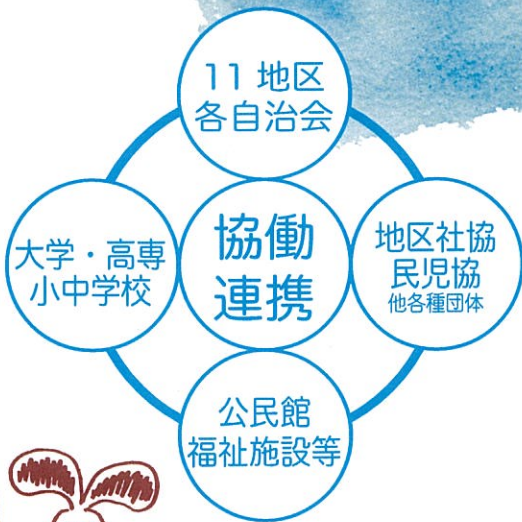 11 地区
各自治会
大学・高専
小中学校
協働
連携
地区社協
民児協
他各種団体
公民館
福祉施設等